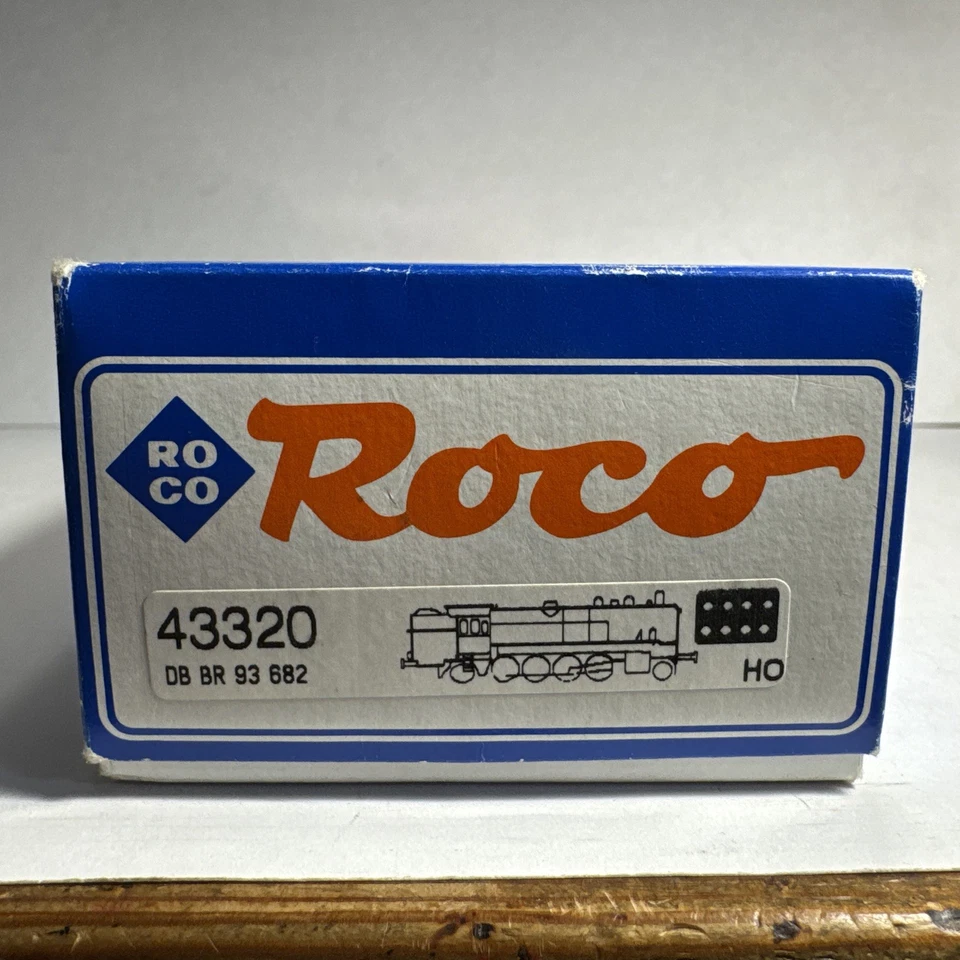 RO
CO
Roco
43320
DB BR 93 682
HO